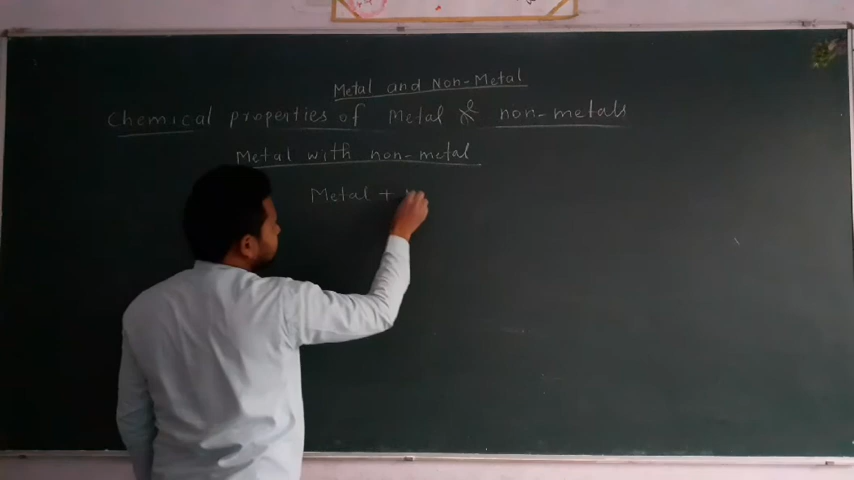 Metal and Non-Metal
Chemical properties of Metal & non-metals
Metal with non-metal
Metal +